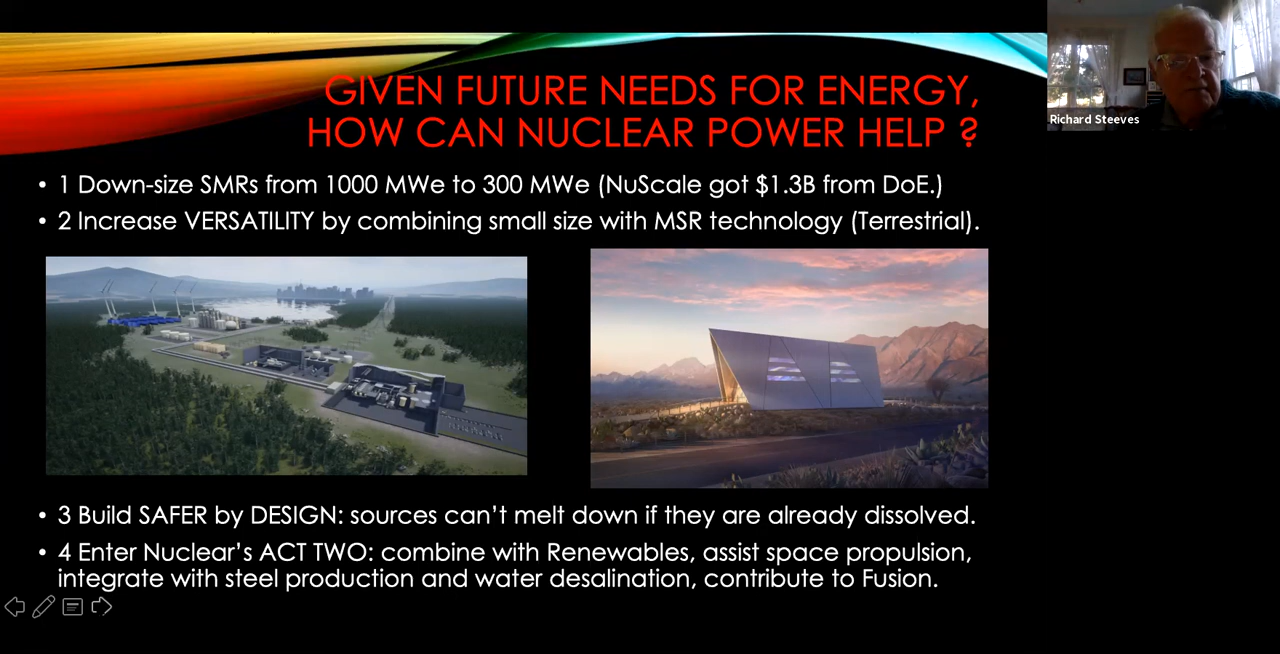 GIVEN FUTURE NEEDS FOR ENERGY,
HOW CAN NUCLEAR POWER HELP ?
Richard Steeves
• 1 Down-size SMRs from 1000 MWe to 300 MWe (NuScale got $1.3B from DoE.)
• 2 Increase VERSATILITY by combining small size with MSR technology (Terrestrial).
• 3 Build SAFER by DESIGN: sources can’t melt down if they are already dissolved.
• 4 Enter Nuclear’s ACT TWO: combine with Renewables, assist space propulsion,
integrate with steel production and water desalination, contribute to Fusion.